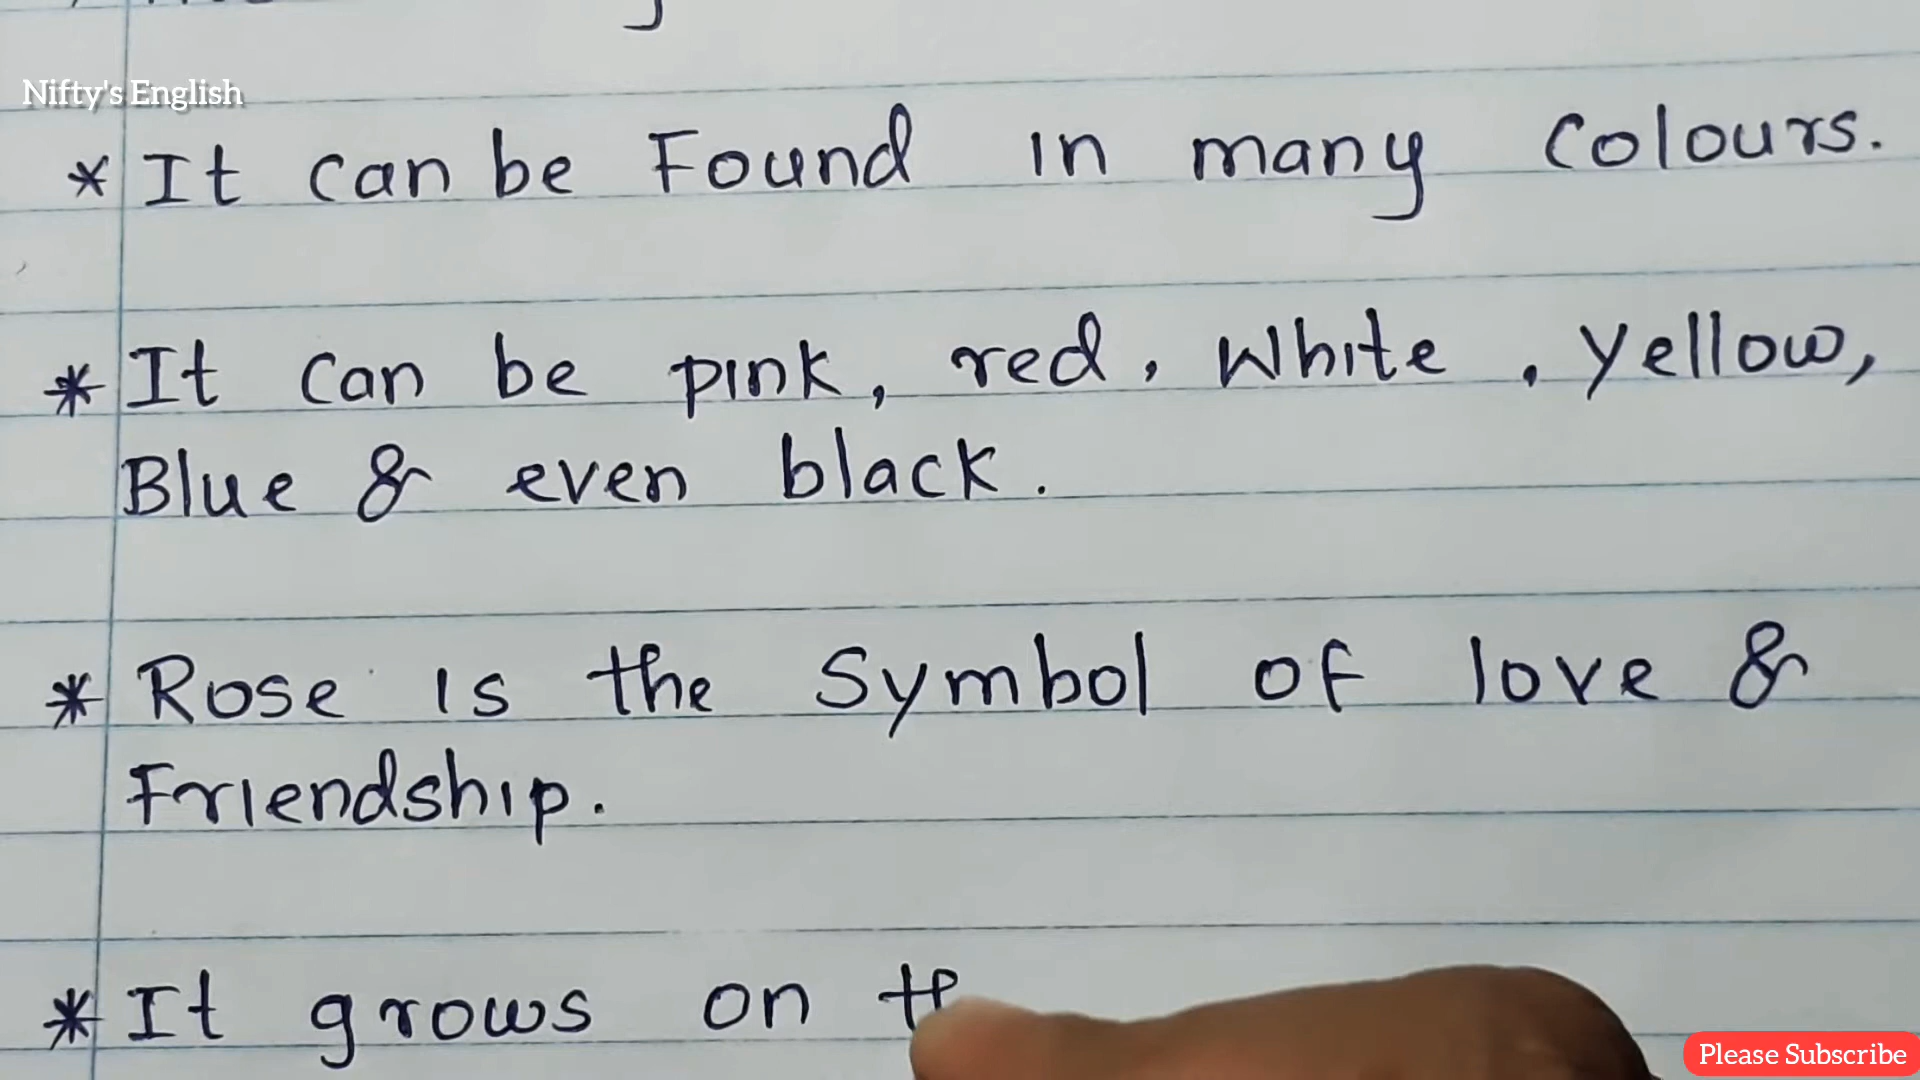 Nifty's English
* It can be Found in many Colours.
* It can be pink, red, White, Yellow,
Blue & even black.
* Rose is the Symbol of love &
Friendship.
* It grows on
Please Subscribe